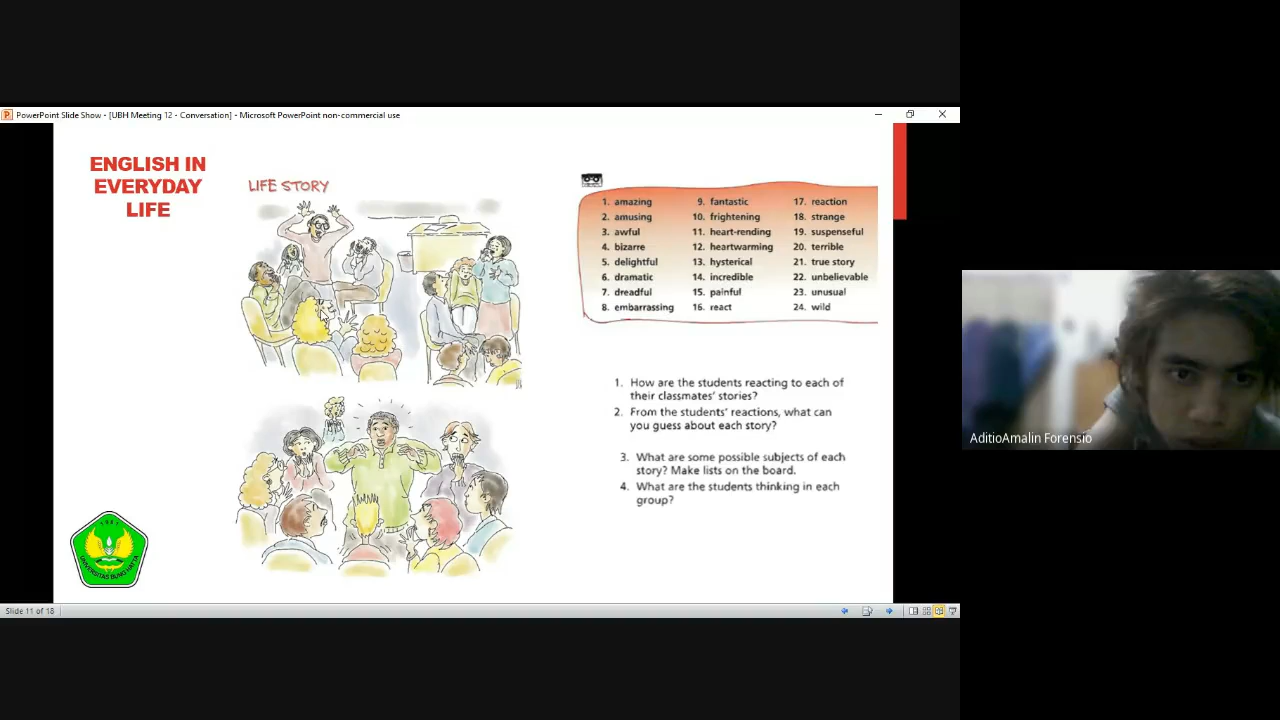 PowerPoint Slide Show - [UBH Meeting 12 - Conversation] - Microsoft PowerPoint non-commercial use
ENGLISH IN
EVERYDAY
LIFE
LIFE STORY
1. amazing
2. amusing
3. awful
4. bizarre
5. delightful
6. dramatic
7. dreadful
8. embarrassing
9. fantastic
10. frightening
11. heart-rending
12. heartwarming
13. hysterical
14. incredible
15. painful
16. react
17. reaction
18. strange
19. suspenseful
20. terrible
21. true story
22. unbelievable
23. unusual
24. wild
1. How are the students reacting to each of
their classmates' stories?
2. From the students' reactions, what can
you guess about each story?
3. What are some possible subjects of each
story? Make lists on the board.
4. What are the students thinking in each
group?
1981
UNIVERSITAS BUNG HATTA
AditioAmalin Forensio
Slide 11 of 18